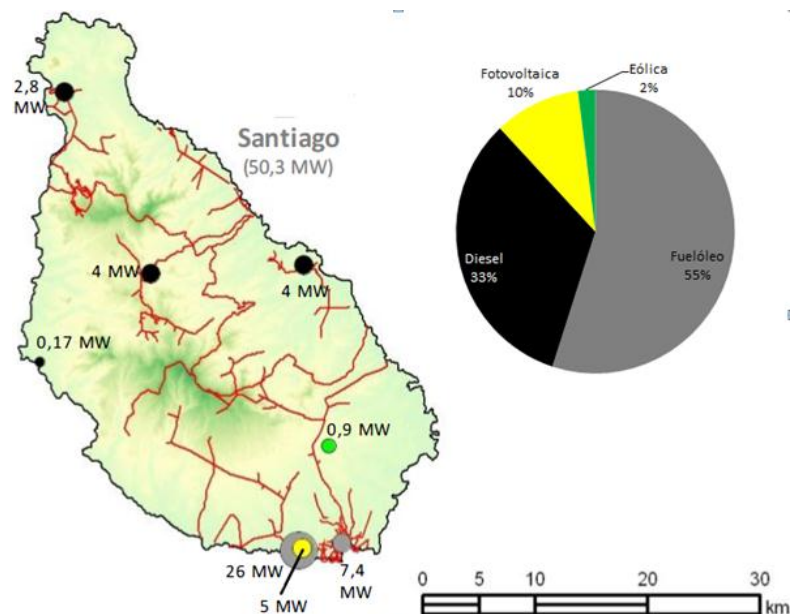 2,8
MW
Santiago
(50,3 MW)
4 MW
4 MW
0,17 MW
0,9 MW
26 MW
7,4
MW
5 MW
Fotovoltaica
10%
Eólica
2%
Diesel
33%
Fuelóleo
55%
0 5 10 20 30
km